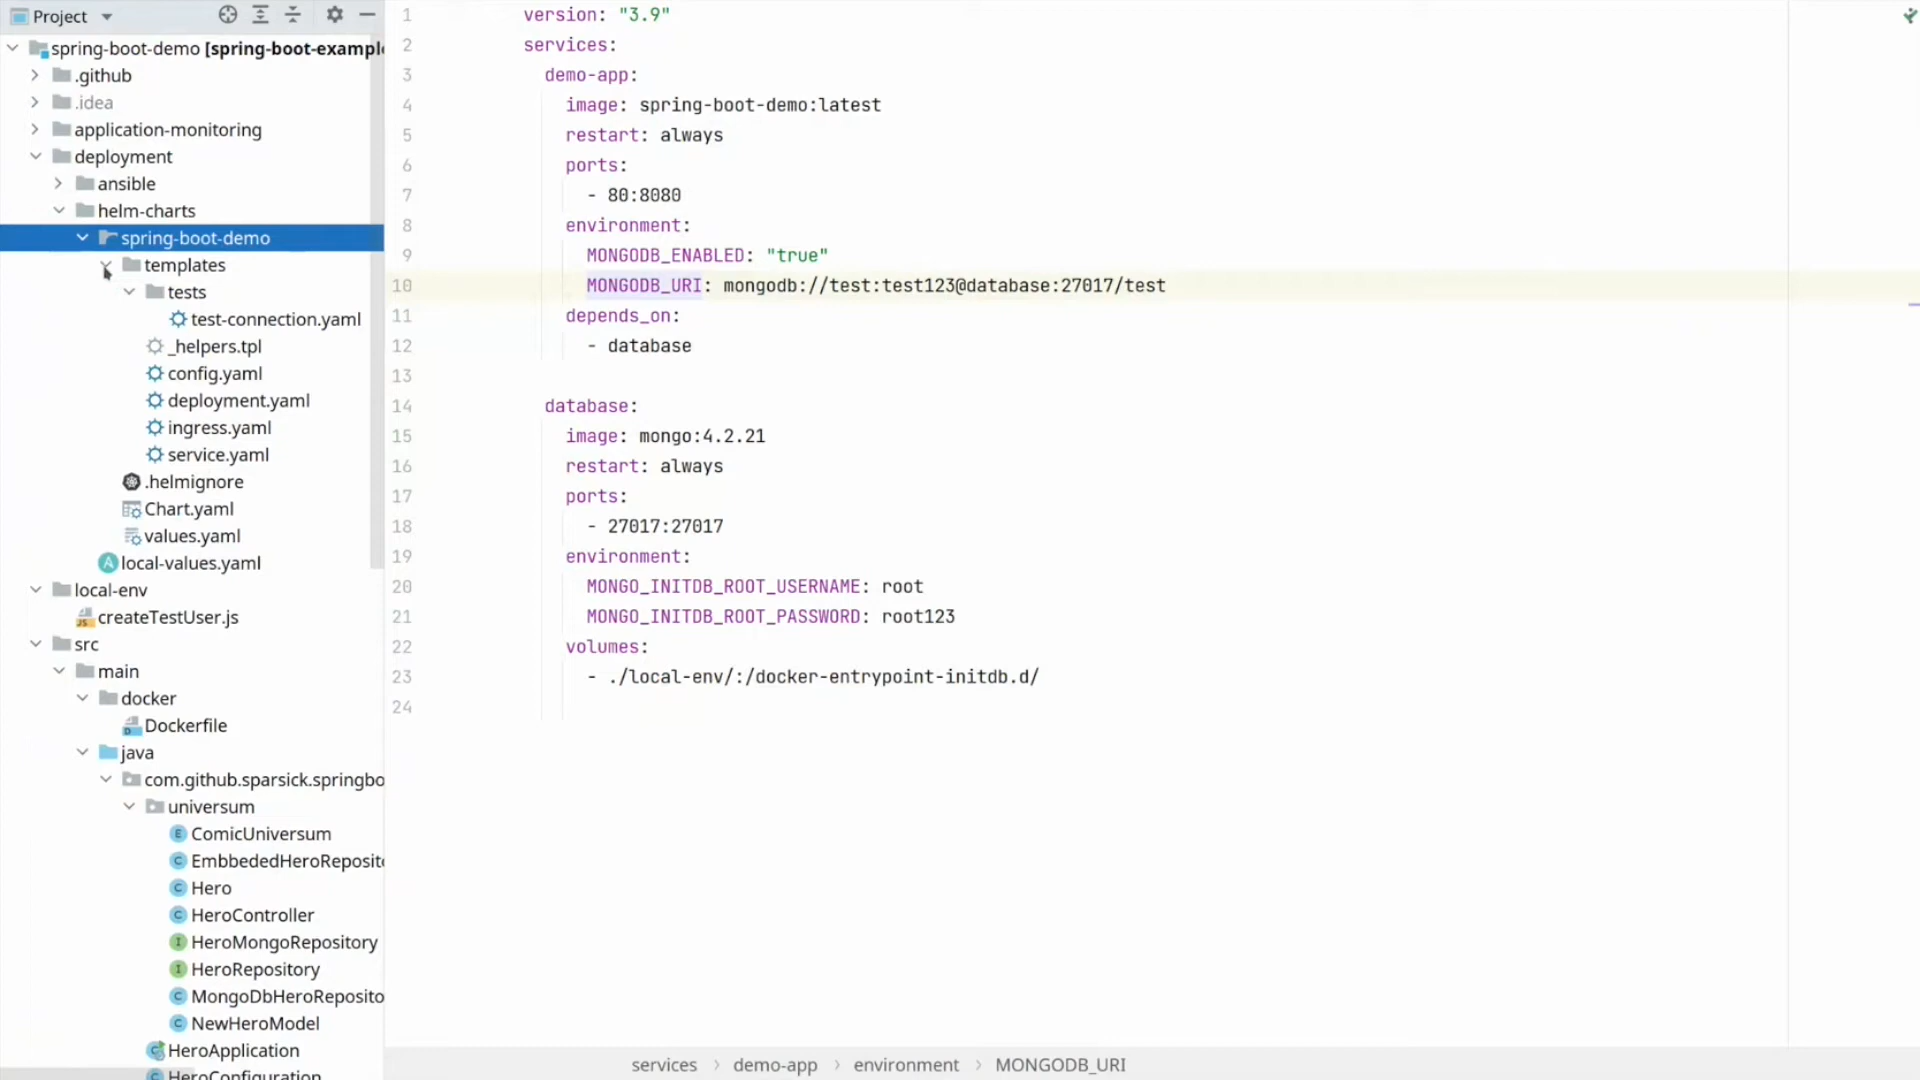 Project
spring-boot-demo [spring-boot-exampl
.github
.idea
application-monitoring
deployment
ansible
helm-charts
spring-boot-demo
templates
tests
test-connection.yaml
_helpers.tpl
config.yaml
deployment.yaml
ingress.yaml
service.yaml
.helmignore
Chart.yaml
values.yaml
local-values.yaml
local-env
createTestUser.js
src
main
docker
Dockerfile
java
com.github.sparsick.springbo
universum
ComicUniversum
EmbbededHeroReposito
Hero
HeroController
HeroMongoRepository
HeroRepository
MongoDbHeroReposito
NewHeroModel
HeroApplication
HeroConfiguration
1 version: "3.9"
2 services:
3 demo-app:
4 image: spring-boot-demo:latest
5 restart: always
6 ports:
7 - 80:8080
8 environment:
9 MONGODB_ENABLED: "true"
10 MONGODB_URI: mongodb://test:test123@database:27017/test
11 depends_on:
12 - database
13
14 database:
15 image: mongo:4.2.21
16 restart: always
17 ports:
18 - 27017:27017
19 environment:
20 MONGO_INITDB_ROOT_USERNAME: root
21 MONGO_INITDB_ROOT_PASSWORD: root123
22 volumes:
23 - ./local-env/:/docker-entrypoint-initdb.d/
24
services › demo-app › environment › MONGODB_URI